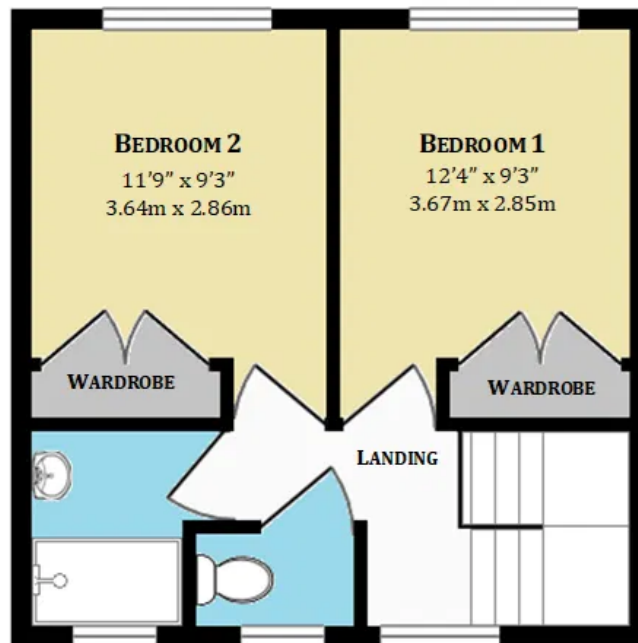 BEDROOM 2
11'9" x 9'3"
3.64m x 2.86m
BEDROOM 1
12'4" x 9'3"
3.67m x 2.85m
WARDROBE
WARDROBE
LANDING